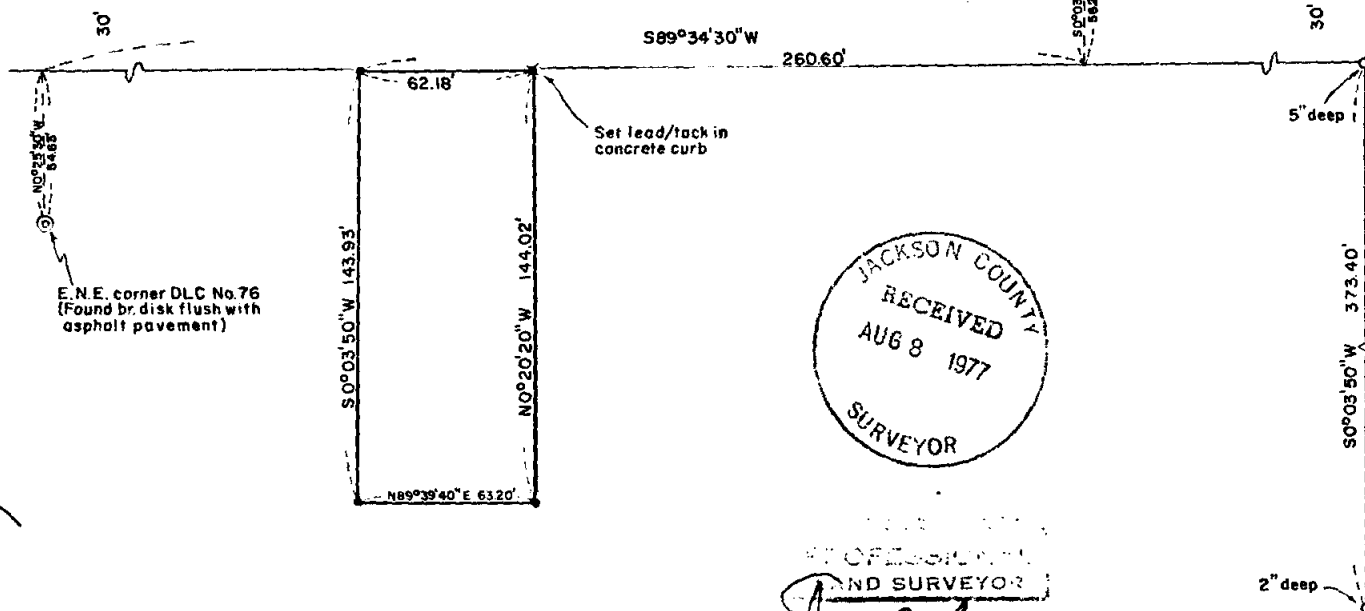 30'
S89°34'30"W
260.60'
30'
62.18'
5" deep
Set lead/tack in
concrete curb
N0°25'30"W
54.63'
E.N.E. corner DLC No.76
(Found br. disk flush with
asphalt pavement)
S0°03'50"W 143.93'
N0°20'20"W 144.02'
JACKSON COUNTY
RECEIVED
AUG 8 1977
SURVEYOR
S0°03'50"W 373.40'
N89°39'40"E 63.20'
LAND SURVEYOR
2" deep